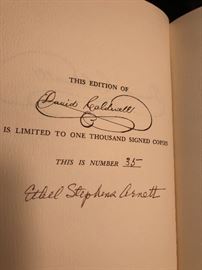 THIS EDITION OF
David Caldwell
IS LIMITED TO ONE THOUSAND SIGNED COPIES
THIS IS NUMBER 35
Ethel Stephens Arnett